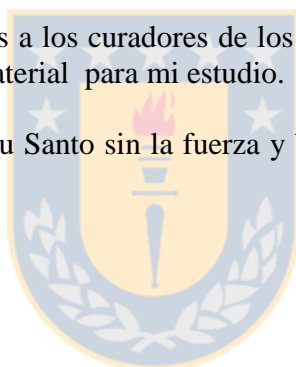 s a los curadores de los
aterial para mi estudio.
u Santo sin la fuerza y